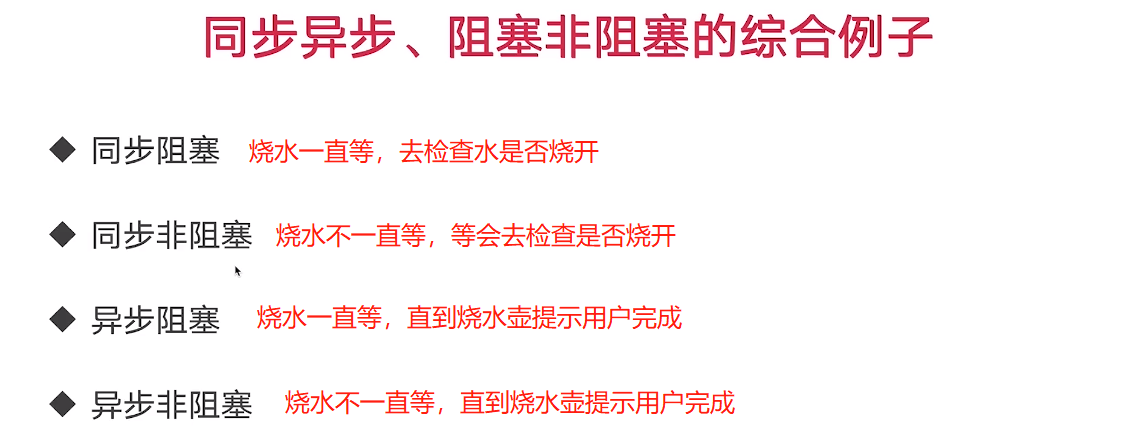 同步异步、阻塞非阻塞的综合例子
同步阻塞 烧水一直等，去检查水是否烧开
同步非阻塞 烧水不一直等，等会去检查是否烧开
异步阻塞 烧水一直等，直到烧水壶提示用户完成
异步非阻塞 烧水不一直等，直到烧水壶提示用户完成